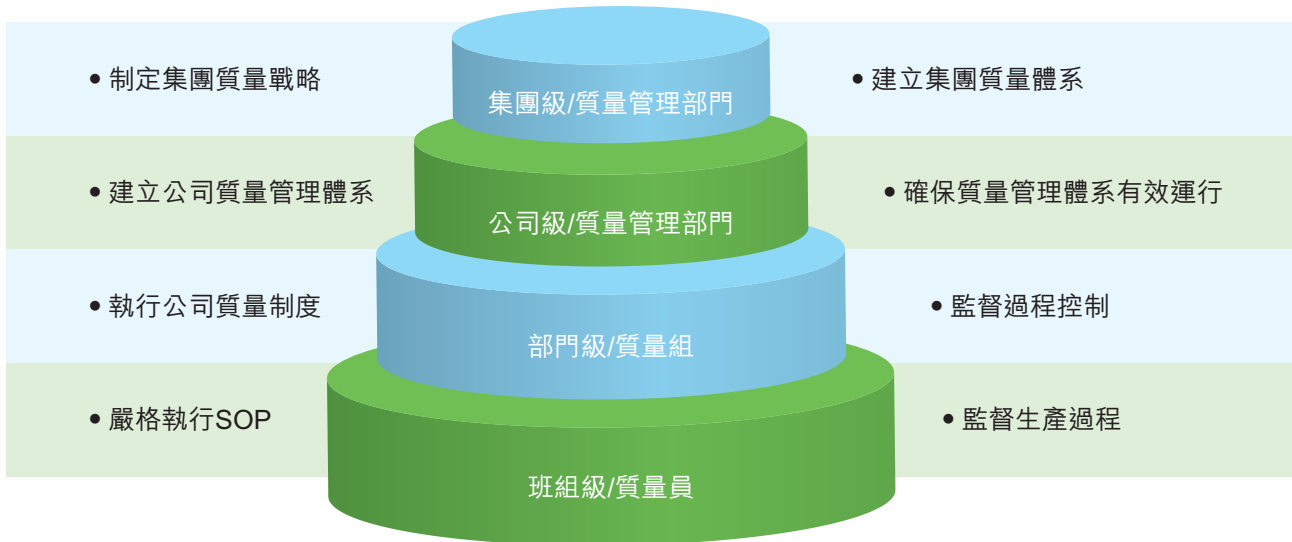 • 制定集團質量戰略
集團級/質量管理部門
• 建立集團質量體系
• 建立公司質量管理體系
公司級/質量管理部門
• 確保質量管理體系有效運行
• 執行公司質量制度
部門級/質量組
• 監督過程控制
• 嚴格執行SOP
班組級/質量員
• 監督生產過程